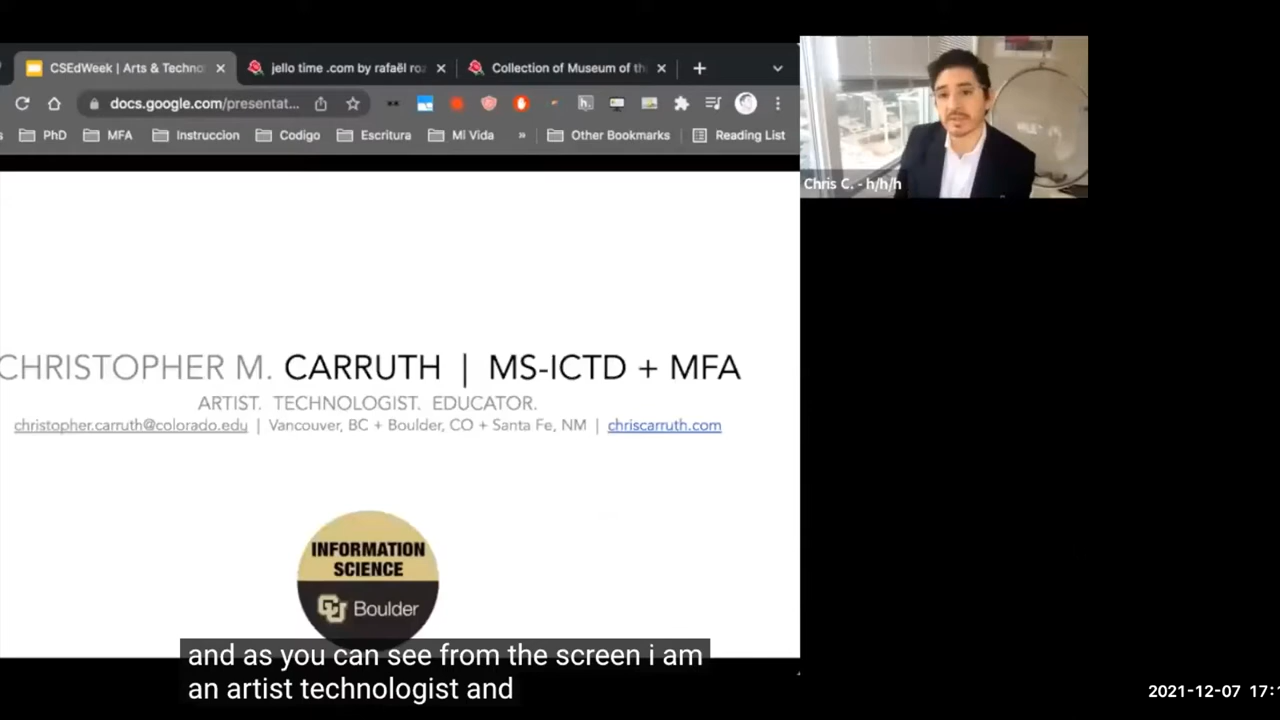 CSEdWeek | Arts & Techno
jello time .com by rafaël ro
Collection of Museum of th
docs.google.com/presentat...
PhD
MFA
Instruccion
Codigo
Escritura
Mi Vida
»
Other Bookmarks
Reading List
Chris C. - h/h/h
CHRISTOPHER M. CARRUTH | MS-ICTD + MFA
ARTIST. TECHNOLOGIST. EDUCATOR.
christopher.carruth@colorado.edu | Vancouver, BC + Boulder, CO + Santa Fe, NM | chriscarruth.com
INFORMATION
SCIENCE
CU Boulder
and as you can see from the screen i am
an artist technologist and
2021-12-07 17: